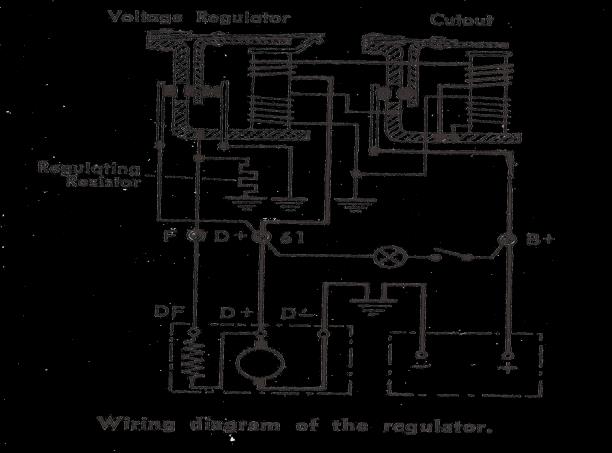 Voltage Regulator
Cutout
Regulating
Resistor
F
D+
61
B+
DF
D+
D-
-
+
Wiring diagram of the regulator.